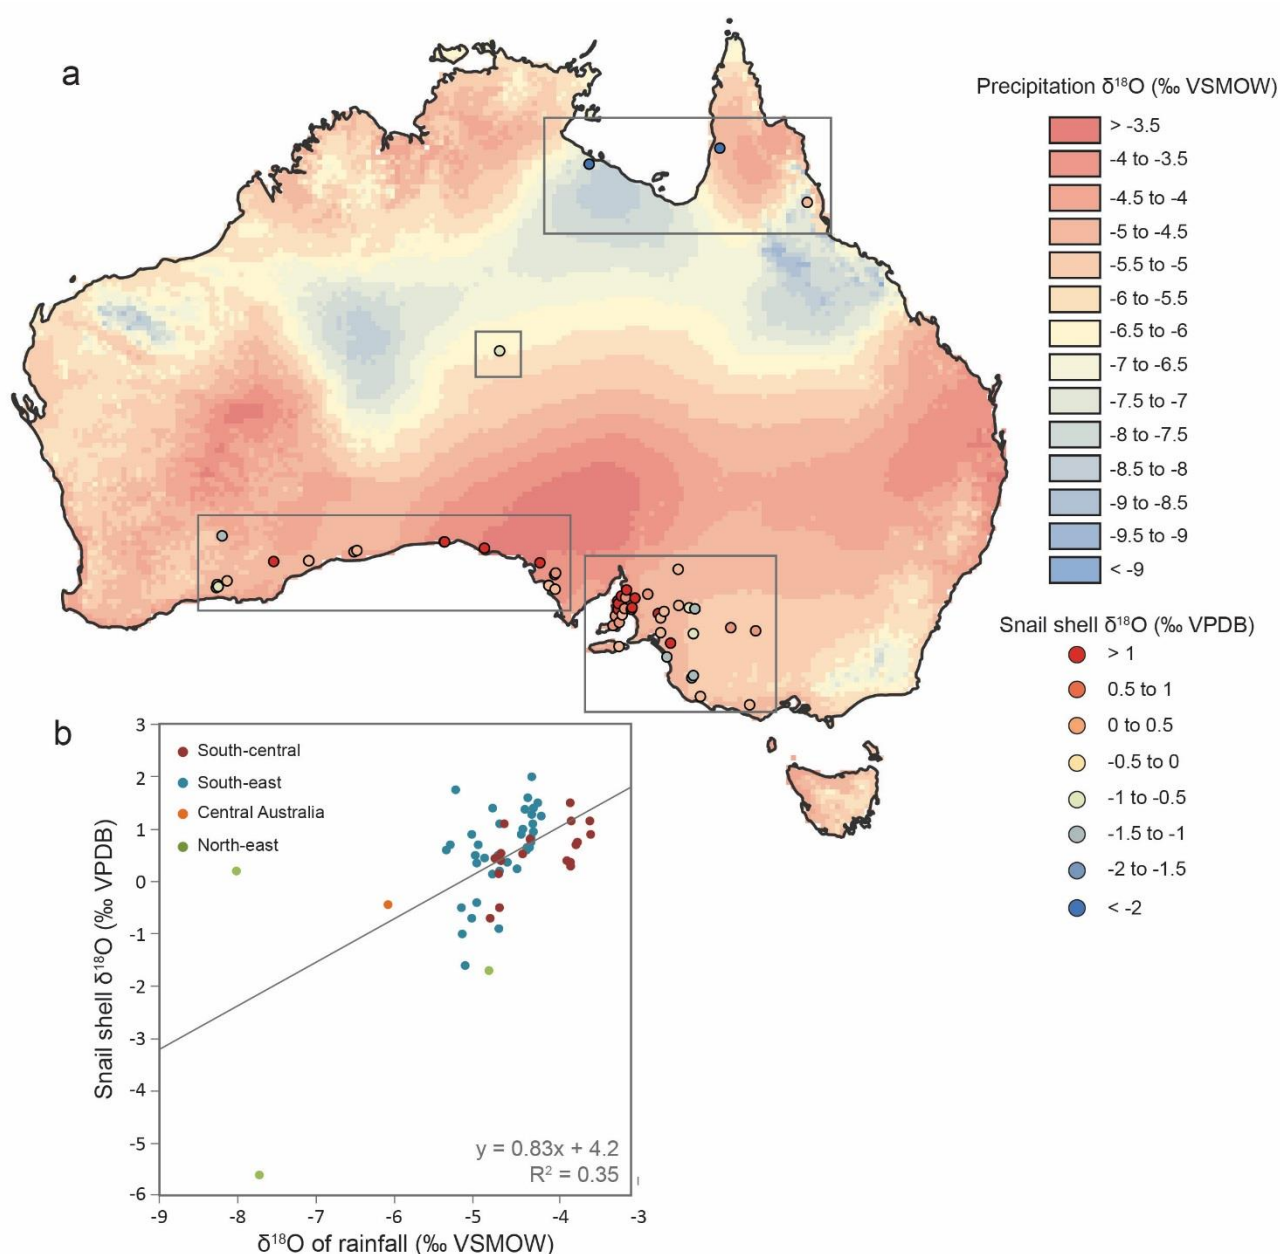 a
Precipitation δ¹⁸O (‰ VSMOW)
> -3.5
-4 to -3.5
-4.5 to -4
-5 to -4.5
-5.5 to -5
-6 to -5.5
-6.5 to -6
-7 to -6.5
-7.5 to -7
-8 to -7.5
-8.5 to -8
-9 to -8.5
-9.5 to -9
< -9
Snail shell δ¹⁸O (‰ VPDB)
> 1
0.5 to 1
0 to 0.5
-0.5 to 0
-1 to -0.5
-1.5 to -1
-2 to -1.5
< -2
b
South-central
South-east
Central Australia
North-east
3
2
1
0
-1
-2
-3
-4
-5
-6
Snail shell δ¹⁸O (‰ VPDB)
y = 0.83x + 4.2
R² = 0.35
-9 -8 -7 -6 -5 -4 -3
δ¹⁸O of rainfall (‰ VSMOW)